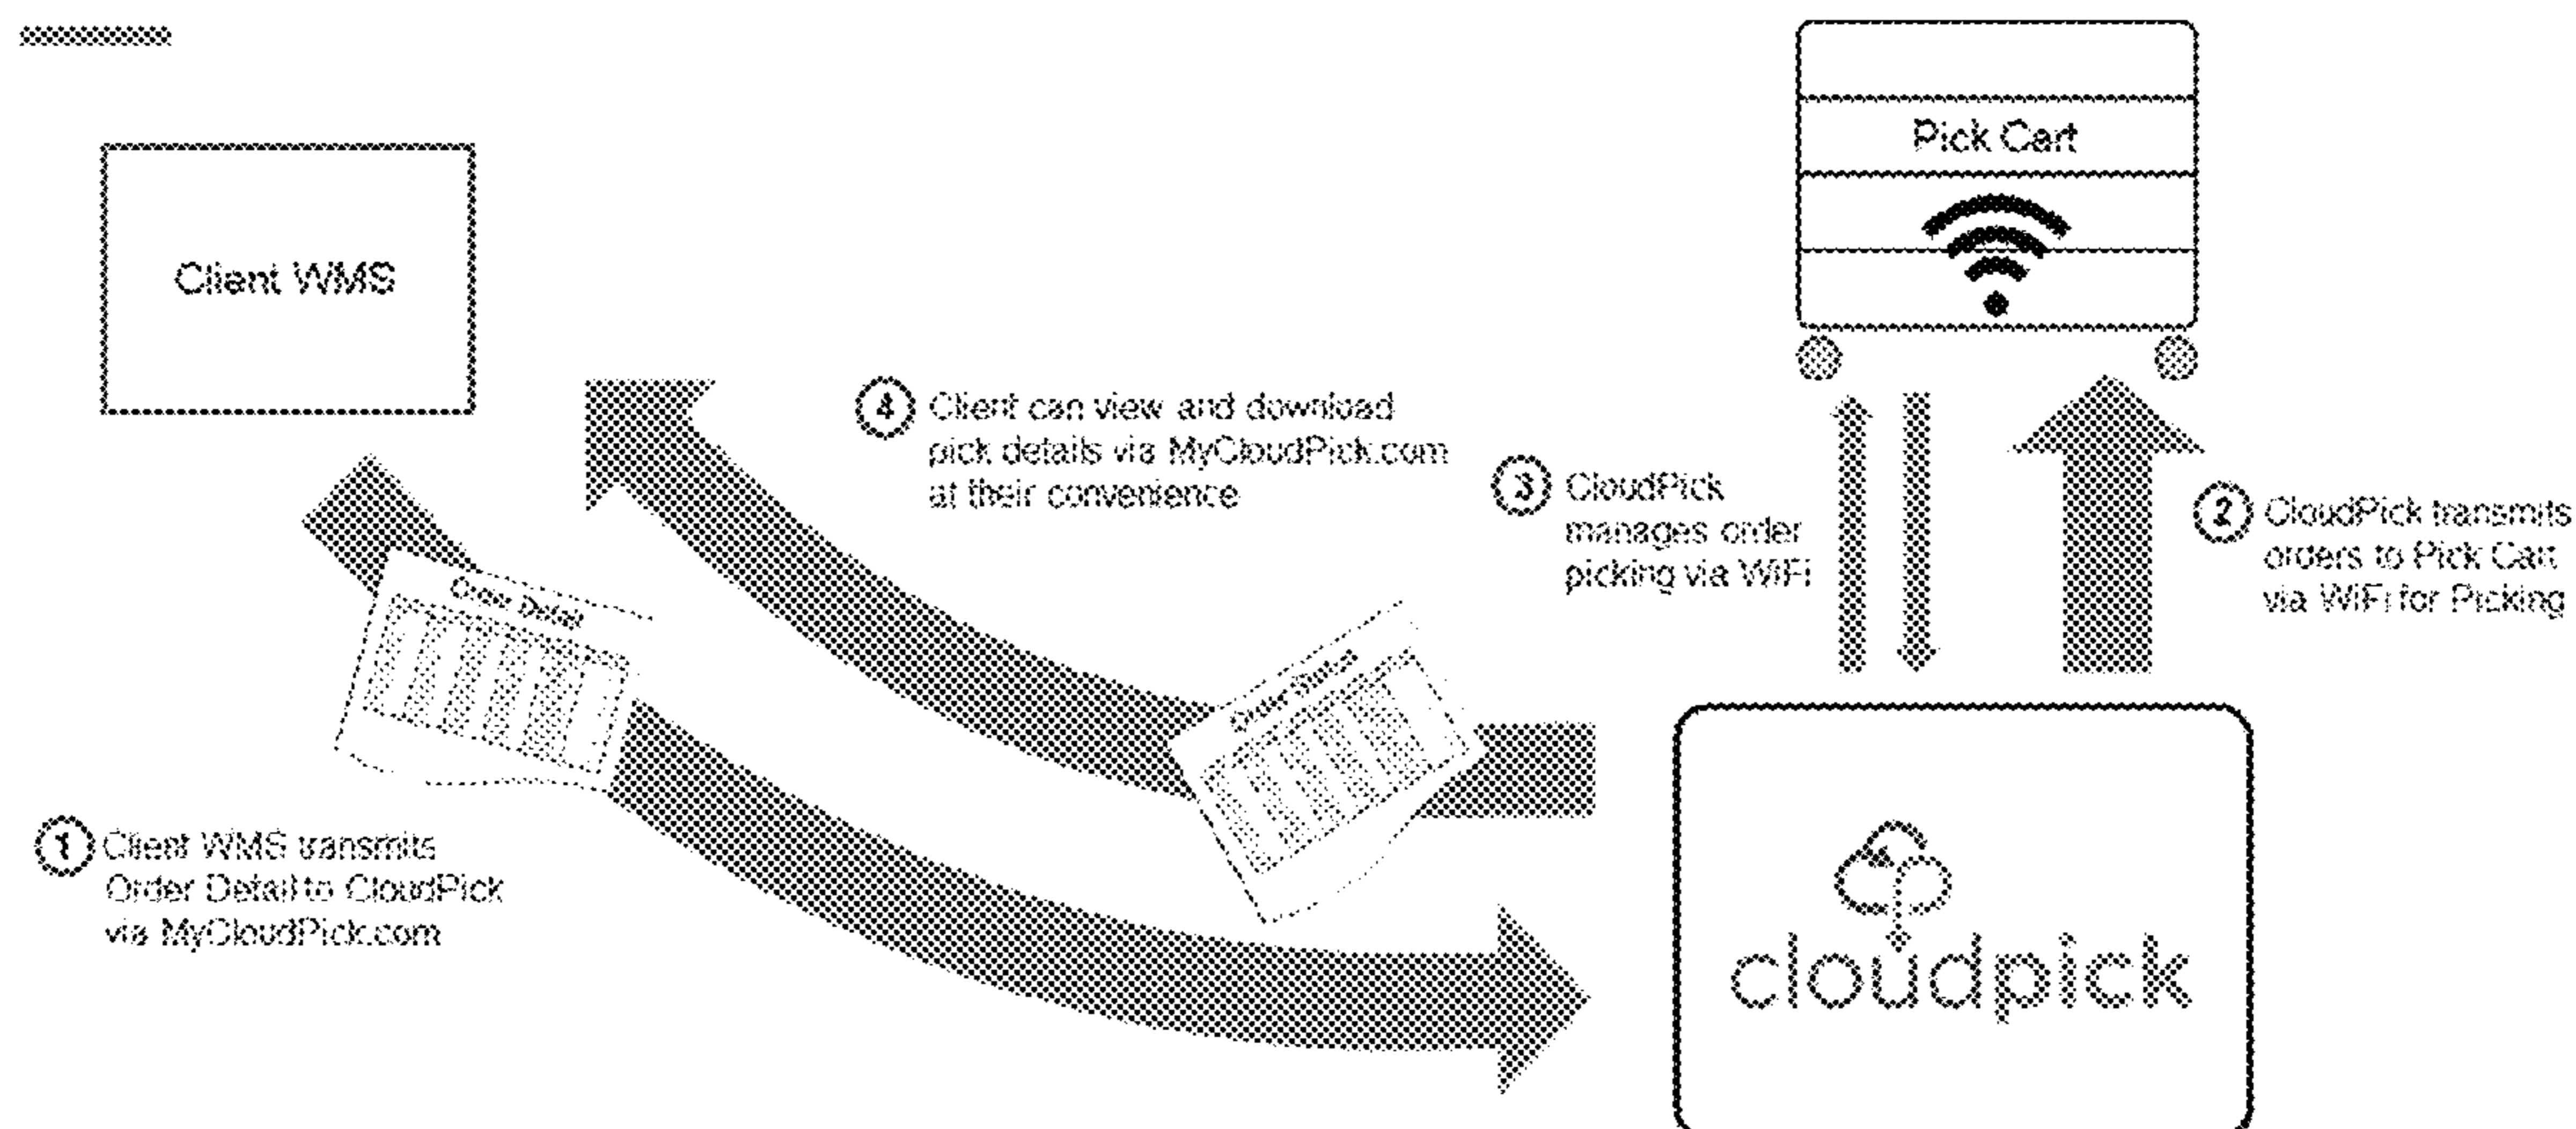 Pick Cart
Client WMS
4 Client can view and download
pick details via MyCloudPick.com
at their convenience
3 CloudPick
manages order
picking via WiFi
2 CloudPick transmits
orders to Pick Cart
via WiFi for Picking
Order Detail
Order Status
1 Client WMS transmits
Order Detail to CloudPick
via MyCloudPick.com
cloudpick